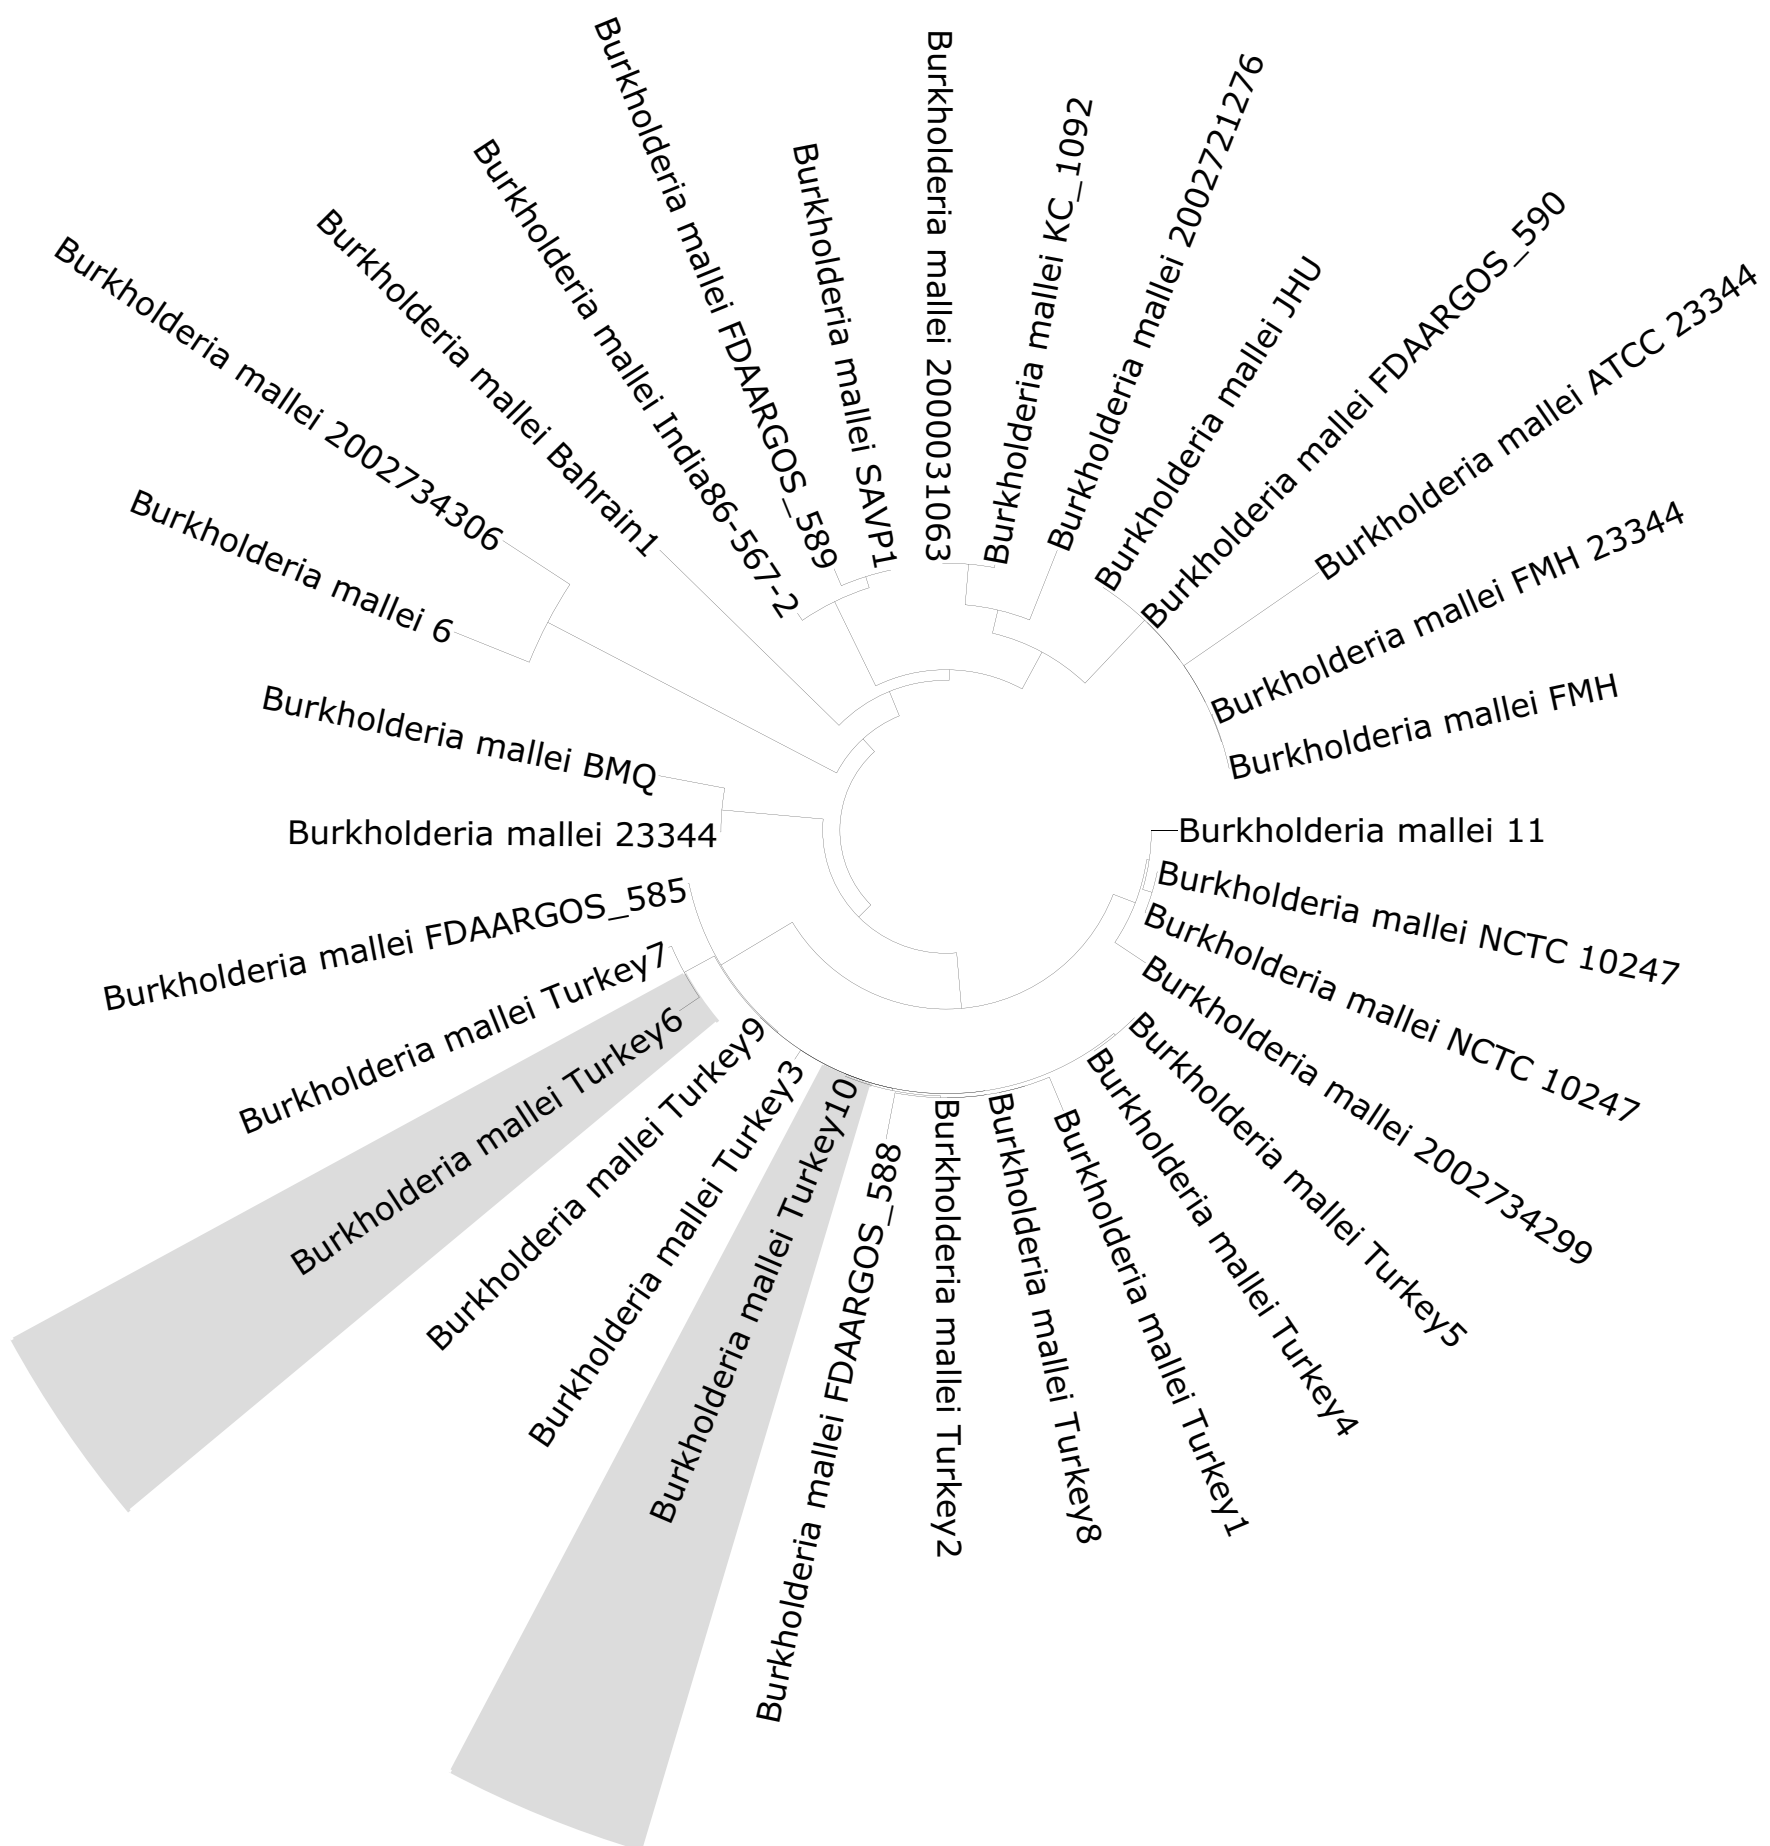 Burkholderia mallei 2000031063
Burkholderia mallei KC_1092
Burkholderia mallei 2002721276
Burkholderia mallei JHU
Burkholderia mallei FDAARGOS_590
Burkholderia mallei ATCC 23344
Burkholderia mallei FMH 23344
Burkholderia mallei FMH
Burkholderia mallei 11
Burkholderia mallei NCTC 10247
Burkholderia mallei NCTC 10247
Burkholderia mallei 2002734299
Burkholderia mallei Turkey5
Burkholderia mallei Turkey4
Burkholderia mallei Turkey1
Burkholderia mallei Turkey8
Burkholderia mallei Turkey2
Burkholderia mallei FDAARGOS_588
Burkholderia mallei Turkey10
Burkholderia mallei Turkey3
Burkholderia mallei Turkey9
Burkholderia mallei Turkey6
Burkholderia mallei Turkey7
Burkholderia mallei FDAARGOS_585
Burkholderia mallei 23344
Burkholderia mallei BMQ
Burkholderia mallei 6
Burkholderia mallei 2002734306
Burkholderia mallei Bahrain1
Burkholderia mallei India86-567-2
Burkholderia mallei FDAARGOS_589
Burkholderia mallei SAVP1